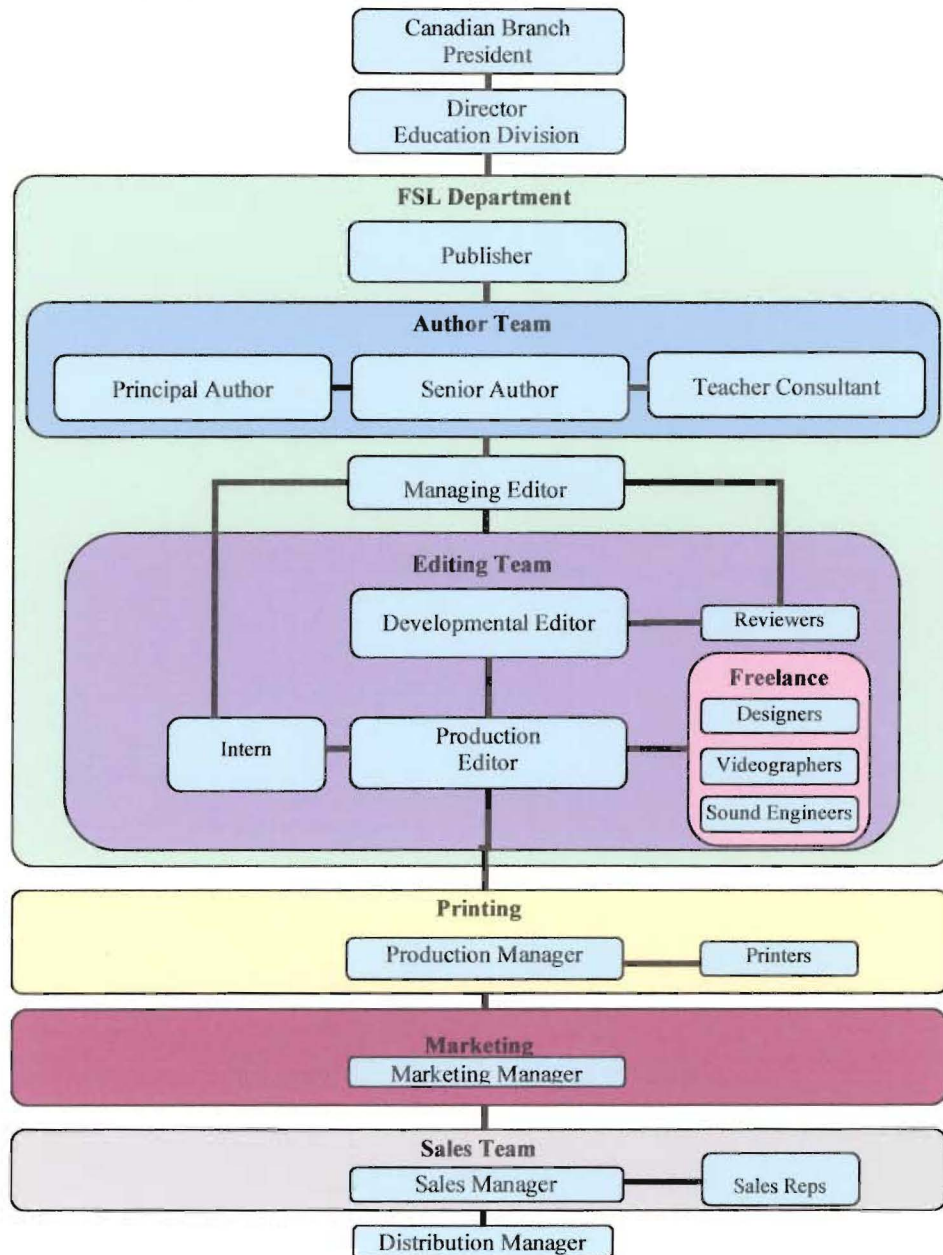 Canadian Branch
President
Director
Education Division
FSL Department
Publisher
Author Team
Principal Author
Senior Author
Teacher Consultant
Managing Editor
Editing Team
Developmental Editor
Reviewers
Freelance
Designers
Intern
Production
Editor
Videographers
Sound Engineers
Printing
Production Manager
Printers
Marketing
Marketing Manager
Sales Team
Sales Manager
Sales Reps
Distribution Manager